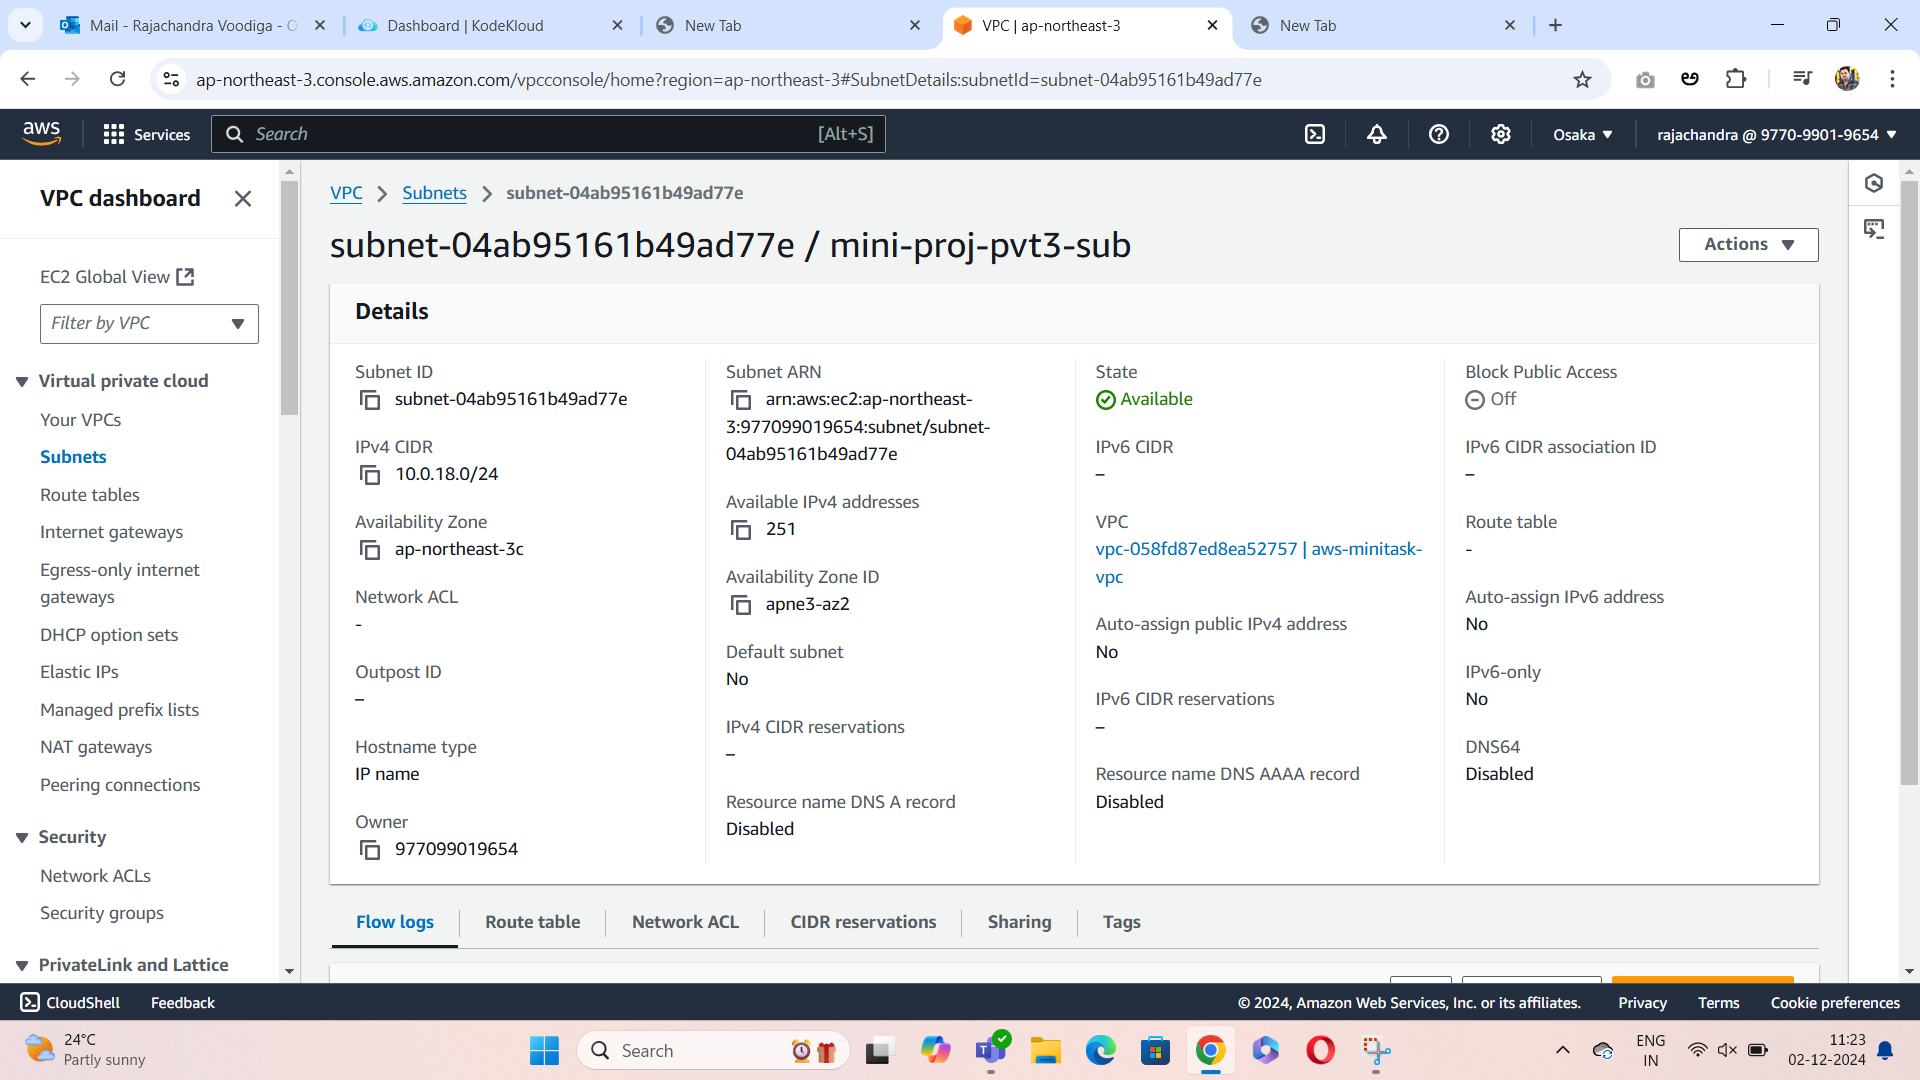 Mail - Rajachandra Voodiga - O
Dashboard | KodeKloud
New Tab
VPC | ap-northeast-3
New Tab
ap-northeast-3.console.aws.amazon.com/vpcconsole/home?region=ap-northeast-3#SubnetDetails:subnetId=subnet-04ab95161b49ad77e
aws
Services
Search
[Alt+S]
Osaka
rajachandra @ 9770-9901-9654
VPC dashboard
EC2 Global View
Filter by VPC
Virtual private cloud
Your VPCs
Subnets
Route tables
Internet gateways
Egress-only internet
gateways
DHCP option sets
Elastic IPs
Managed prefix lists
NAT gateways
Peering connections
Security
Network ACLs
Security groups
PrivateLink and Lattice
VPC > Subnets > subnet-04ab95161b49ad77e
subnet-04ab95161b49ad77e / mini-proj-pvt3-sub
Actions
Details
Subnet ID
subnet-04ab95161b49ad77e
IPv4 CIDR
10.0.18.0/24
Availability Zone
ap-northeast-3c
Network ACL
-
Outpost ID
–
Hostname type
IP name
Owner
977099019654
Subnet ARN
arn:aws:ec2:ap-northeast-
3:977099019654:subnet/subnet-
04ab95161b49ad77e
Available IPv4 addresses
251
Availability Zone ID
apne3-az2
Default subnet
No
IPv4 CIDR reservations
–
Resource name DNS A record
Disabled
State
Available
IPv6 CIDR
–
VPC
vpc-058fd87ed8ea52757 | aws-minitask-
vpc
Auto-assign public IPv4 address
No
IPv6 CIDR reservations
–
Resource name DNS AAAA record
Disabled
Block Public Access
Off
IPv6 CIDR association ID
–
Route table
-
Auto-assign IPv6 address
No
IPv6-only
No
DNS64
Disabled
Flow logs
Route table
Network ACL
CIDR reservations
Sharing
Tags
CloudShell
Feedback
© 2024, Amazon Web Services, Inc. or its affiliates.
Privacy
Terms
Cookie preferences
24°C
Partly sunny
Search
ENG
IN
11:23
02-12-2024